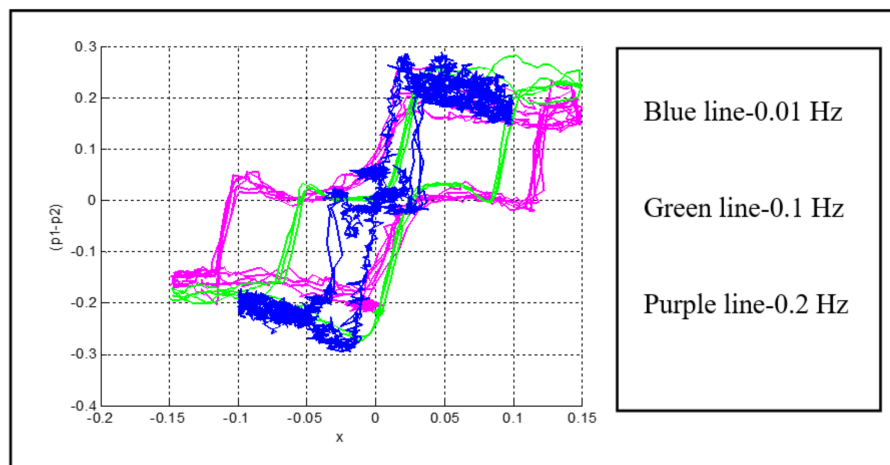 0.3
0.2
0.1
0
-0.1
-0.2
-0.3
-0.4
(p1-p2)
-0.2 -0.15 -0.1 -0.05 0 0.05 0.1 0.15
x
Blue line-0.01 Hz
Green line-0.1 Hz
Purple line-0.2 Hz